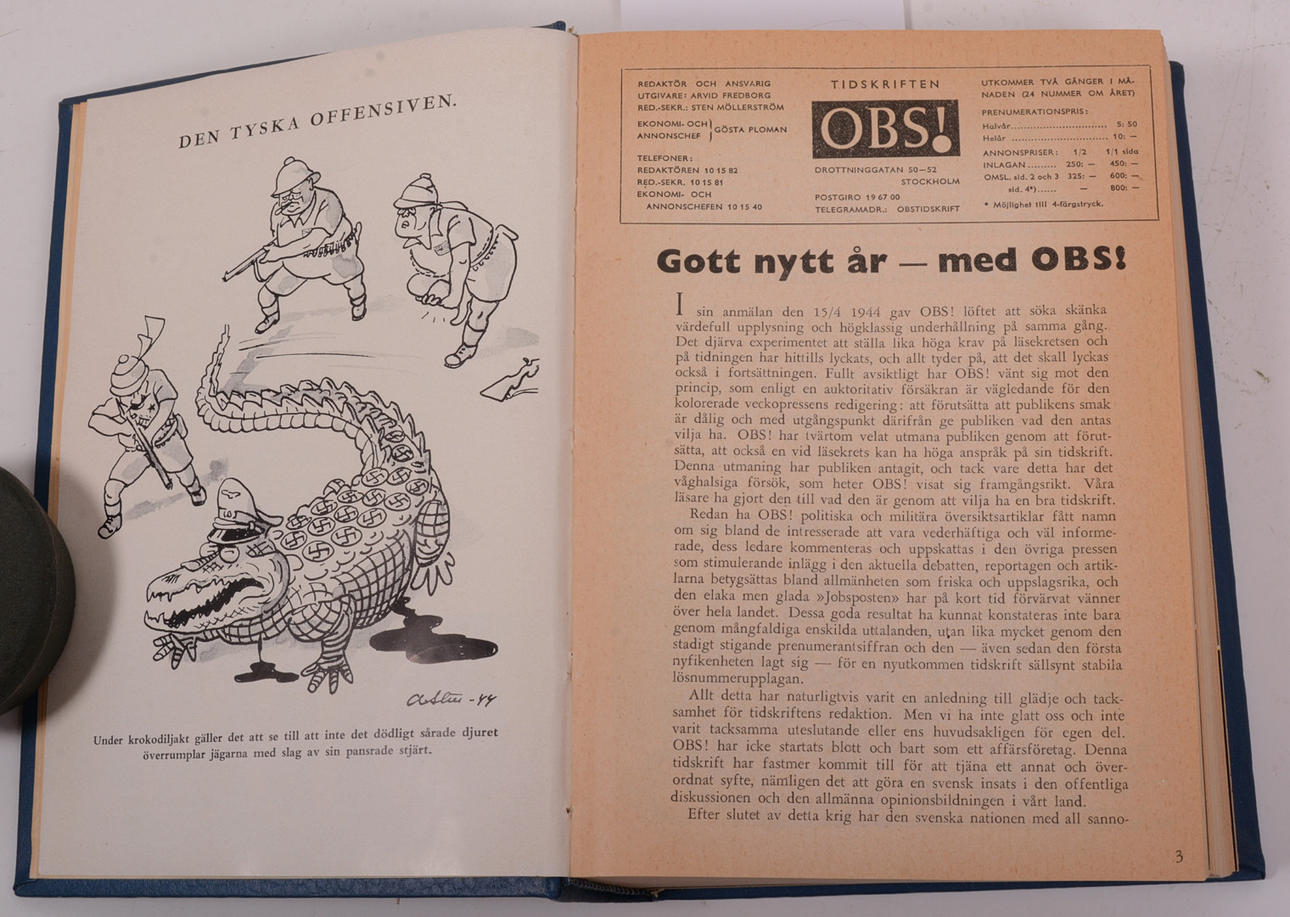 DEN TYSKA OFFENSIVEN.
-44
Under krokodiljakt gäller det att se till att inte det dödligt sårade djuret
överrumplar jägarna med slag av sin pansrade stjärt.
REDAKTÖR OCH ANSVARIG
UTGIVARE: ARVID FREDBORG
RED.-SEKR.: STEN MÖLLERSTRÖM
EKONOMI- OCH
ANNONSCHEF } GÖSTA PLOMAN
TELEFONER:
REDAKTÖREN 10 15 82
RED.-SEKR. 10 15 81
EKONOMI- OCH
ANNONSCHEFEN 10 15 40
TIDSKRIFTEN
OBS!
DROTTNINGGATAN 50—52
STOCKHOLM
POSTGIRO 19 67 00
TELEGRAMADR.: OBSTIDSKRIFT
UTKOMMER TVÅ GÅNGER I MÅ-
NADEN (24 NUMMER OM ÅRET)
PRENUMERATIONSPRIS:
Halvår............................ 5: 50
Helår ............................ 10: —
ANNONSPRISER: 1/2 1/1 sida
INLAGAN ......... 250: — 450: —
OMSL. sid. 2 och 3 325: — 600: —
sid. 4*)...... — 800: —
* Möjlighet till 4-färgstryck.
Gott nytt år — med OBS!
I sin anmälan den 15/4 1944 gav OBS! löftet att söka skänka
värdefull upplysning och högklassig underhållning på samma gång.
Det djärva experimentet att ställa lika höga krav på läsekretsen och
på tidningen har hittills lyckats, och allt tyder på, att det skall lyckas
också i fortsättningen. Fullt avsiktligt har OBS! vänt sig mot den
princip, som enligt en auktoritativ försäkran är vägledande för den
kolorerade veckopressens redigering: att förutsätta att publikens smak
är dålig och med utgångspunkt därifrån ge publiken vad den antas
vilja ha. OBS! har tvärtom velat utmana publiken genom att förut-
sätta, att också en vid läsekrets kan ha höga anspråk på sin tidskrift.
Denna utmaning har publiken antagit, och tack vare detta har det
våghalsiga försök, som heter OBS! visat sig framgångsrikt. Våra
läsare ha gjort den till vad den är genom att vilja ha en bra tidskrift.
Redan ha OBS! politiska och militära översiktsartiklar fått namn
om sig bland de intresserade att vara vederhäftiga och väl informe-
rade, dess ledare kommenteras och uppskattas i den övriga pressen
som stimulerande inlägg i den aktuella debatten, reportagen och artik-
larna betygsättas bland allmänheten som friska och uppslagsrika, och
den elaka men glada »Jobsposten» har på kort tid förvärvat vänner
över hela landet. Dessa goda resultat ha kunnat konstateras inte bara
genom mångfaldiga enskilda uttalanden, utan lika mycket genom den
stadigt stigande prenumerantsiffran och den — även sedan den första
nyfikenheten lagt sig — för en nyutkommen tidskrift sällsynt stabila
lösnummerupplagan.
Allt detta har naturligtvis varit en anledning till glädje och tack-
samhet för tidskriftens redaktion. Men vi ha inte glatt oss och inte
varit tacksamma uteslutande eller ens huvudsakligen för egen del.
OBS! har icke startats blott och bart som ett affärsföretag. Denna
tidskrift har fastmer kommit till för att tjäna ett annat och över-
ordnat syfte, nämligen det att göra en svensk insats i den offentliga
diskussionen och den allmänna opinionsbildningen i vårt land.
Efter slutet av detta krig har den svenska nationen med all sanno-
3